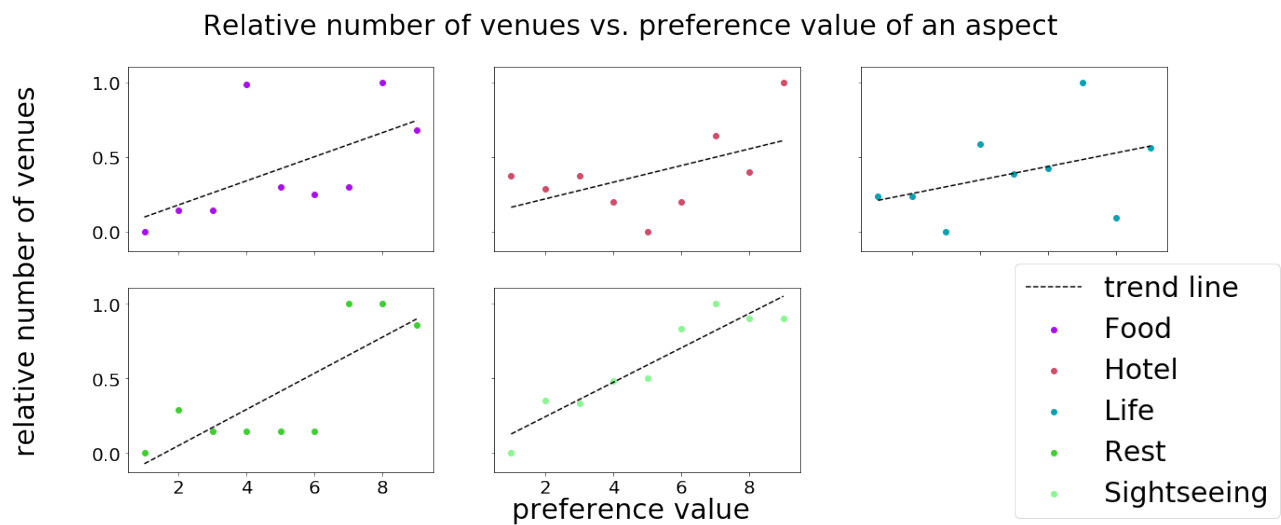 Relative number of venues vs. preference value of an aspect
relative number of venues
1.0
0.5
0.0
1.0
0.5
0.0
2 4 6 8
2 4 6 8
preference value
trend line
Food
Hotel
Life
Rest
Sightseeing